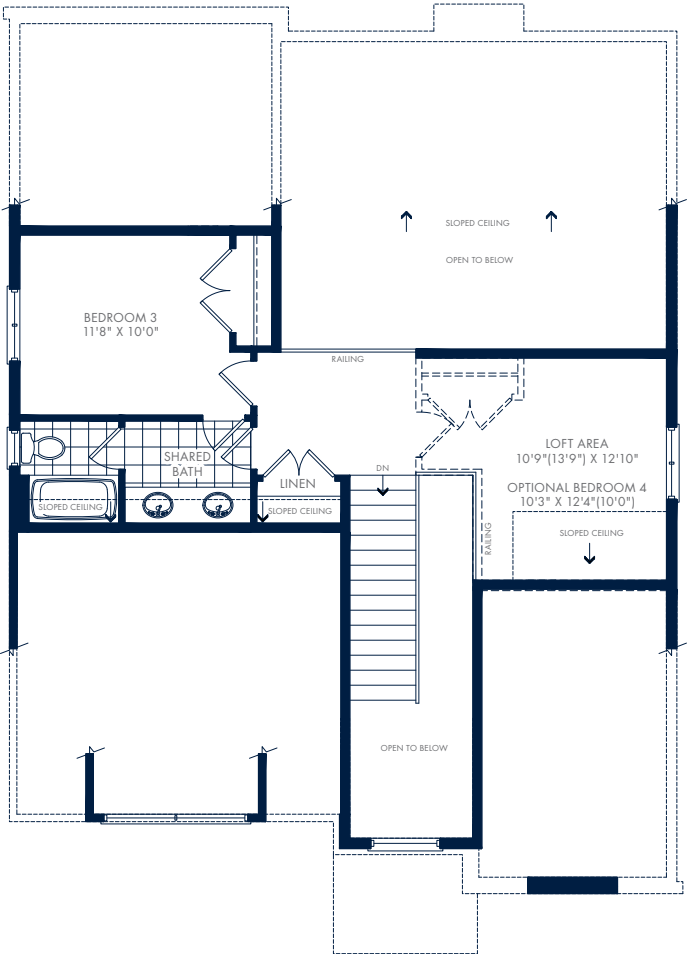 SLOPED CEILING
OPEN TO BELOW
BEDROOM 3
11'8" X 10'0"
RAILING
LOFT AREA
10'9"(13'9") X 12'10"
OPTIONAL BEDROOM 4
10'3" X 12'4"(10'0")
SHARED
BATH
DN
LINEN
SLOPED CEILING
SLOPED CEILING
RAILING
SLOPED CEILING
OPEN TO BELOW